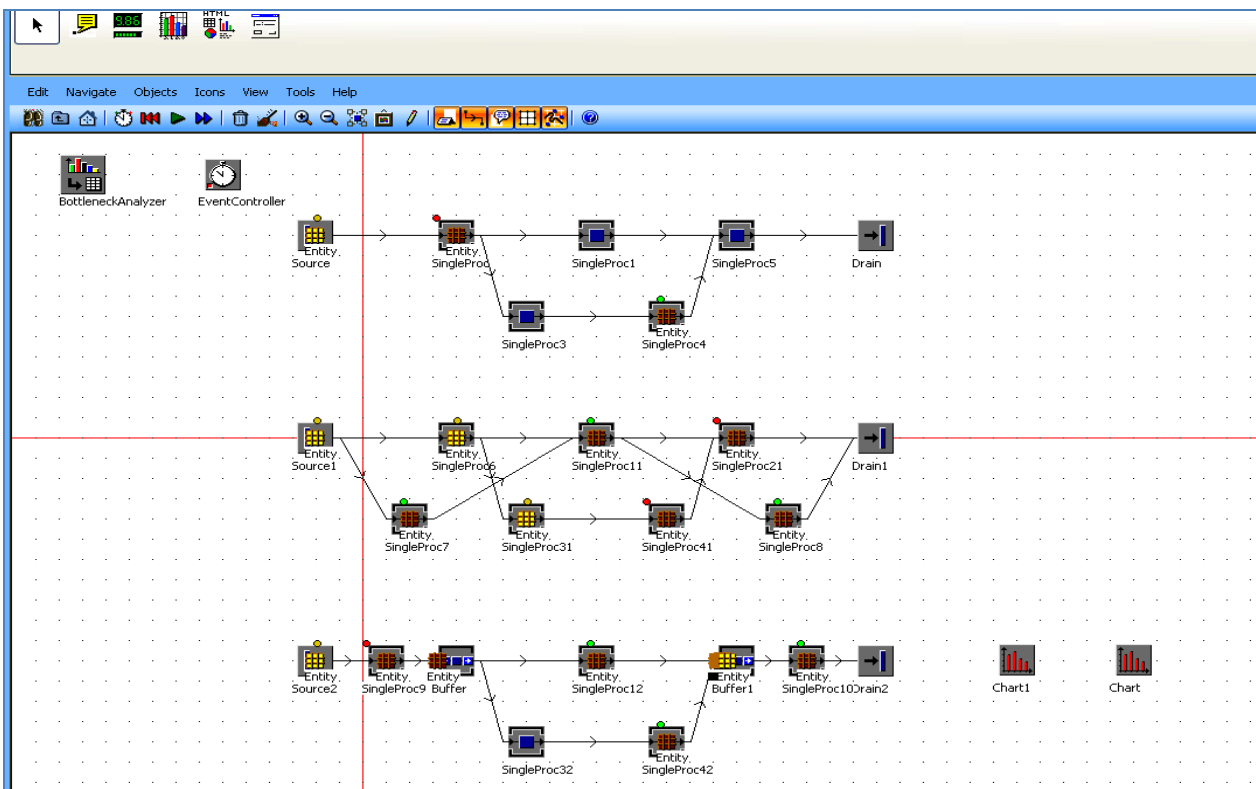 9.86
HTML
Edit Navigate Objects Icons View Tools Help
BottleneckAnalyzer EventController
Entity Entity
Source SingleProc SingleProc1 SingleProc5 Drain
Entity
SingleProc3 SingleProc4
Entity Entity Entity Entity
Source1 SingleProc6 SingleProc11 SingleProc21 Drain1
Entity Entity Entity Entity
SingleProc7 SingleProc31 SingleProc41 SingleProc8
Entity Entity Entity Entity Entity Entity
Source2 SingleProc9 Buffer SingleProc12 Buffer1 SingleProc10 Drain2 Chart1 Chart
Entity
SingleProc32 SingleProc42